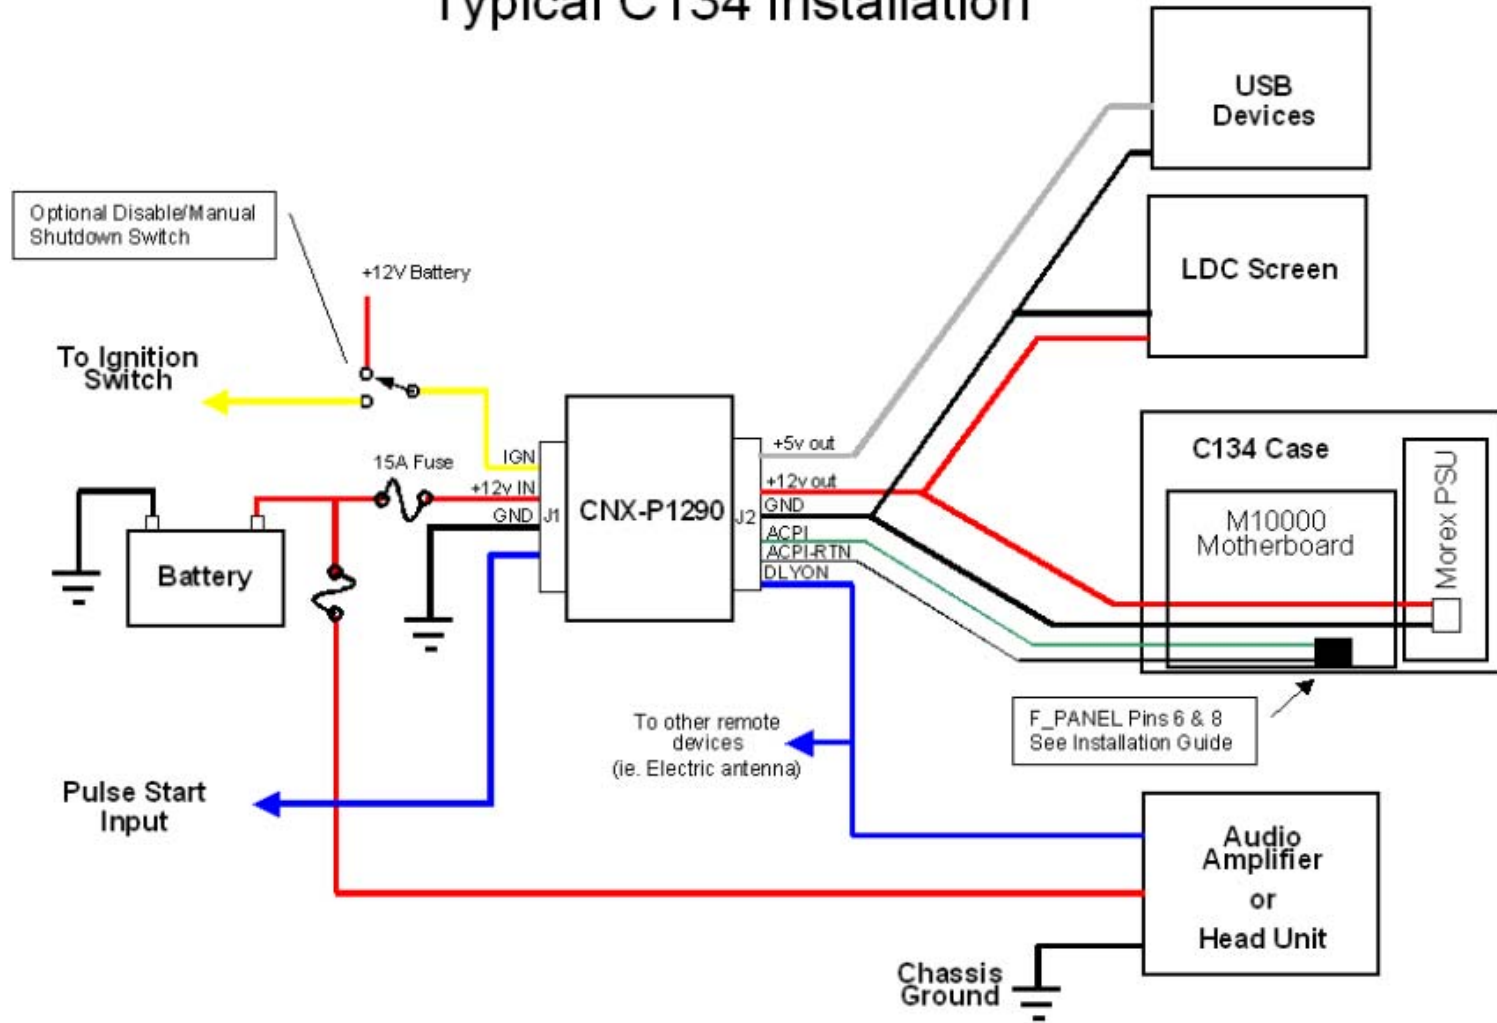 Typical C134 Installation
USB
Devices
Optional Disable/Manual
Shutdown Switch
LDC Screen
+12V Battery
To Ignition
Switch
C134 Case
Morex PSU
+5v out
15A Fuse
IGN
+12v IN
+12v out
GND
GND
J1
CNX-P1290
J2
M10000
Motherboard
ACPI
ACPI-RTN
DLYON
Battery
To other remote
devices
(ie. Electric antenna)
F_PANEL Pins 6 & 8
See Installation Guide
Pulse Start
Input
Audio
Amplifier
or
Head Unit
Chassis
Ground